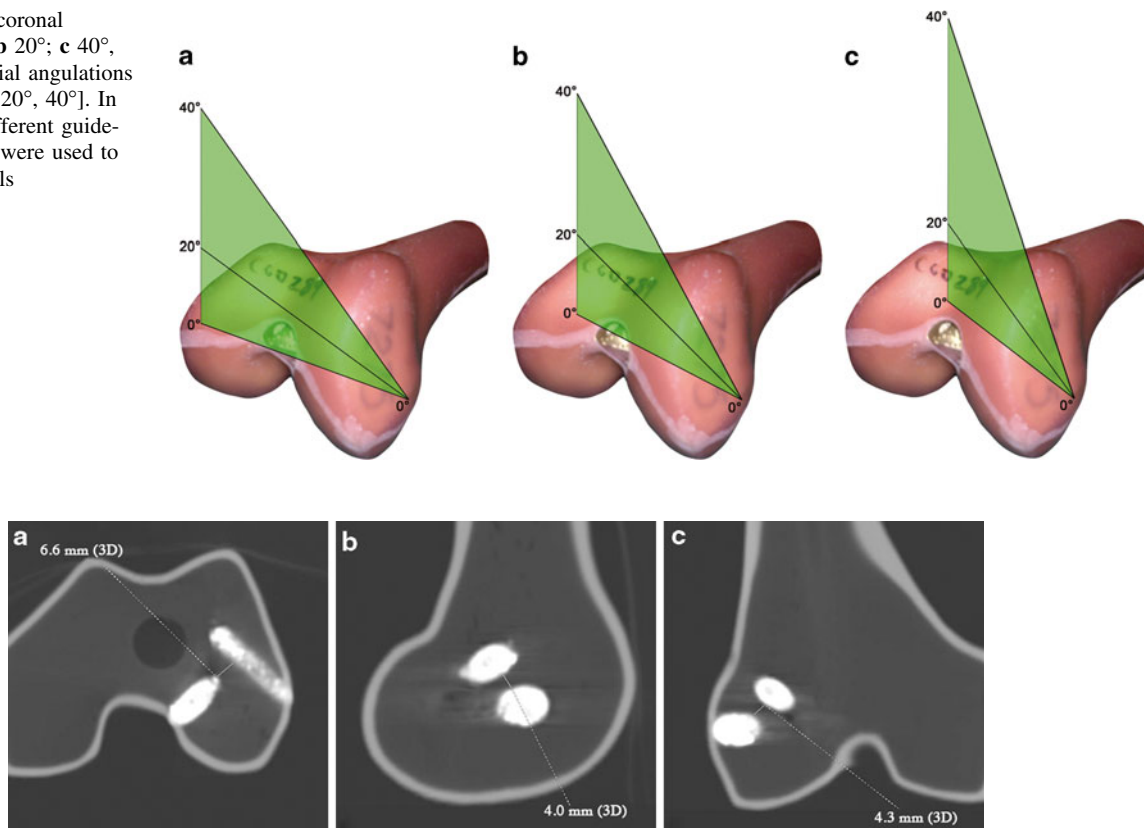 coronal
b 20°; c 40°,
ial angulations
20°, 40°]. In
fferent guide-
were used to
ls
a
40°
20°
0°
0°
b
40°
20°
0°
0°
c
40°
20°
0°
0°
a
6.6 mm (3D)
b
4.0 mm (3D)
c
4.3 mm (3D)